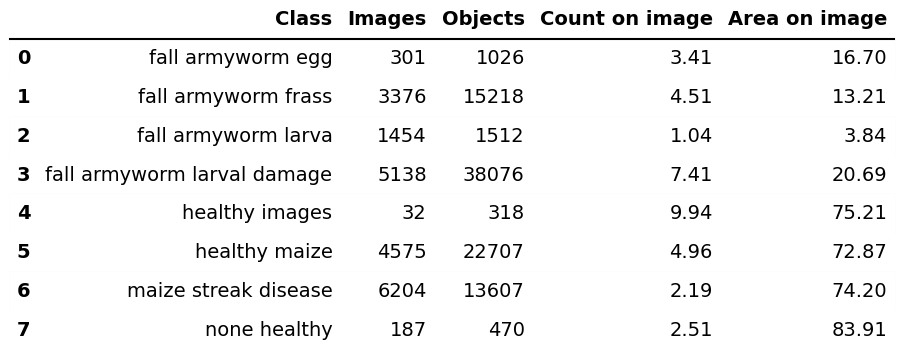 Class Images Objects Count on image Area on image
0 fall armyworm egg 301 1026 3.41 16.70
1 fall armyworm frass 3376 15218 4.51 13.21
2 fall armyworm larva 1454 1512 1.04 3.84
3 fall armyworm larval damage 5138 38076 7.41 20.69
4 healthy images 32 318 9.94 75.21
5 healthy maize 4575 22707 4.96 72.87
6 maize streak disease 6204 13607 2.19 74.20
7 none healthy 187 470 2.51 83.91